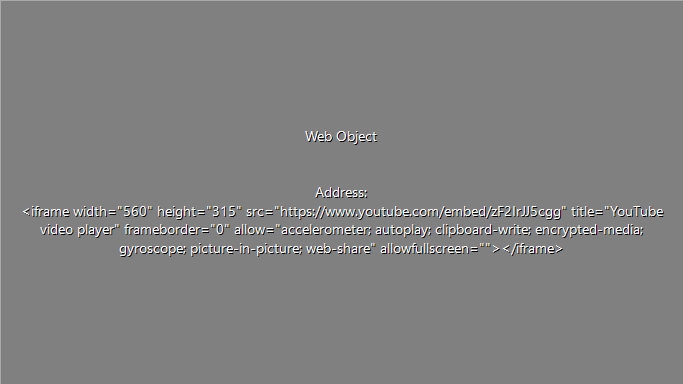 Web Object
Address:
<iframe width="560" height="315" src="https://www.youtube.com/embed/zF2IrJJ5cgg" title="YouTube
video player" frameborder="0" allow="accelerometer; autoplay; clipboard-write; encrypted-media;
gyroscope; picture-in-picture; web-share" allowfullscreen=""></iframe>